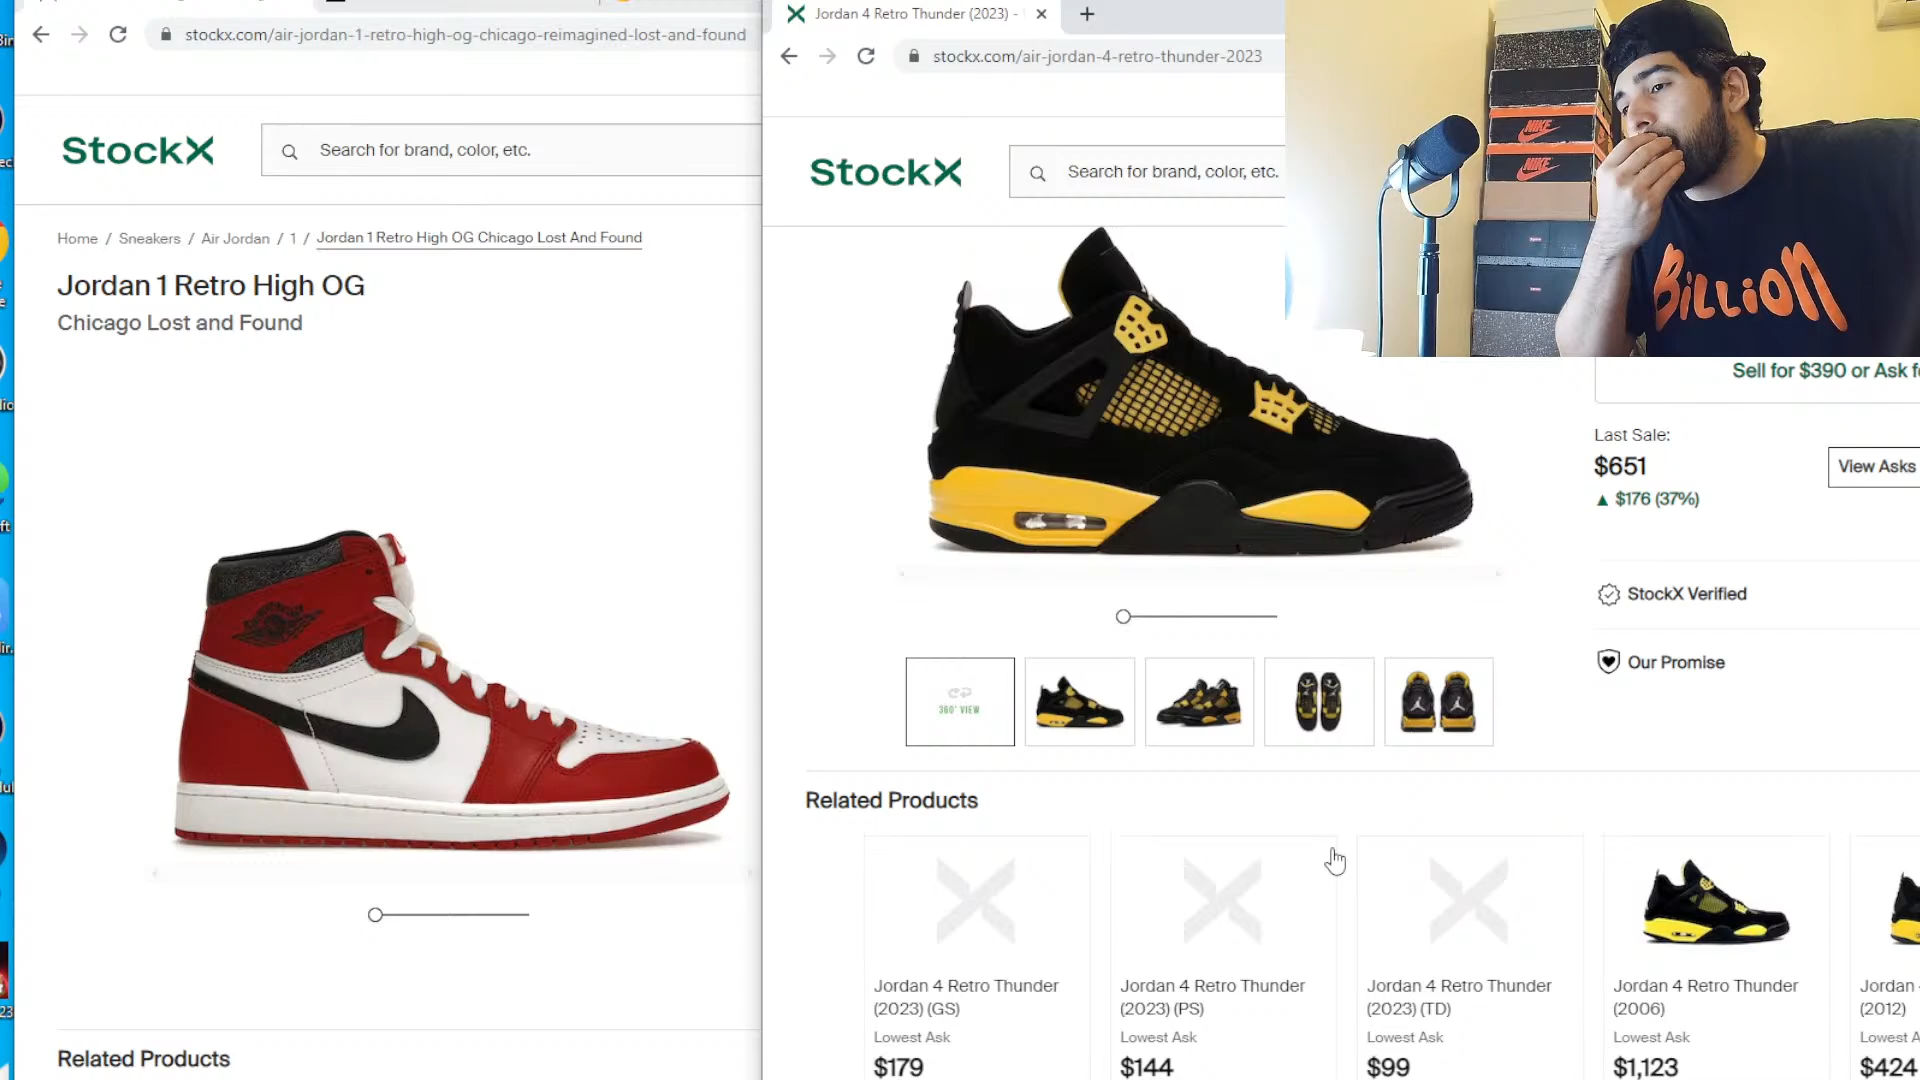 stockx.com/air-jordan-1-retro-high-og-chicago-reimagined-lost-and-found
StockX
Search for brand, color, etc.
Home / Sneakers / Air Jordan / 1 / Jordan 1 Retro High OG Chicago Lost And Found
Jordan 1 Retro High OG
Chicago Lost and Found
Related Products
Jordan 4 Retro Thunder (2023) -
stockx.com/air-jordan-4-retro-thunder-2023
StockX
Search for brand, color, etc.
NIKE
NIKE
BILLION
Sell for $390 or Ask f
Last Sale:
$651
View Asks
▲ $176 (37%)
StockX Verified
Our Promise
360° VIEW
Related Products
Jordan 4 Retro Thunder
(2023) (GS)
Lowest Ask
$179
Jordan 4 Retro Thunder
(2023) (PS)
Lowest Ask
$144
Jordan 4 Retro Thunder
(2023) (TD)
Lowest Ask
$99
Jordan 4 Retro Thunder
(2006)
Lowest Ask
$1,123
Jordan
(2012)
Lowest A
$424